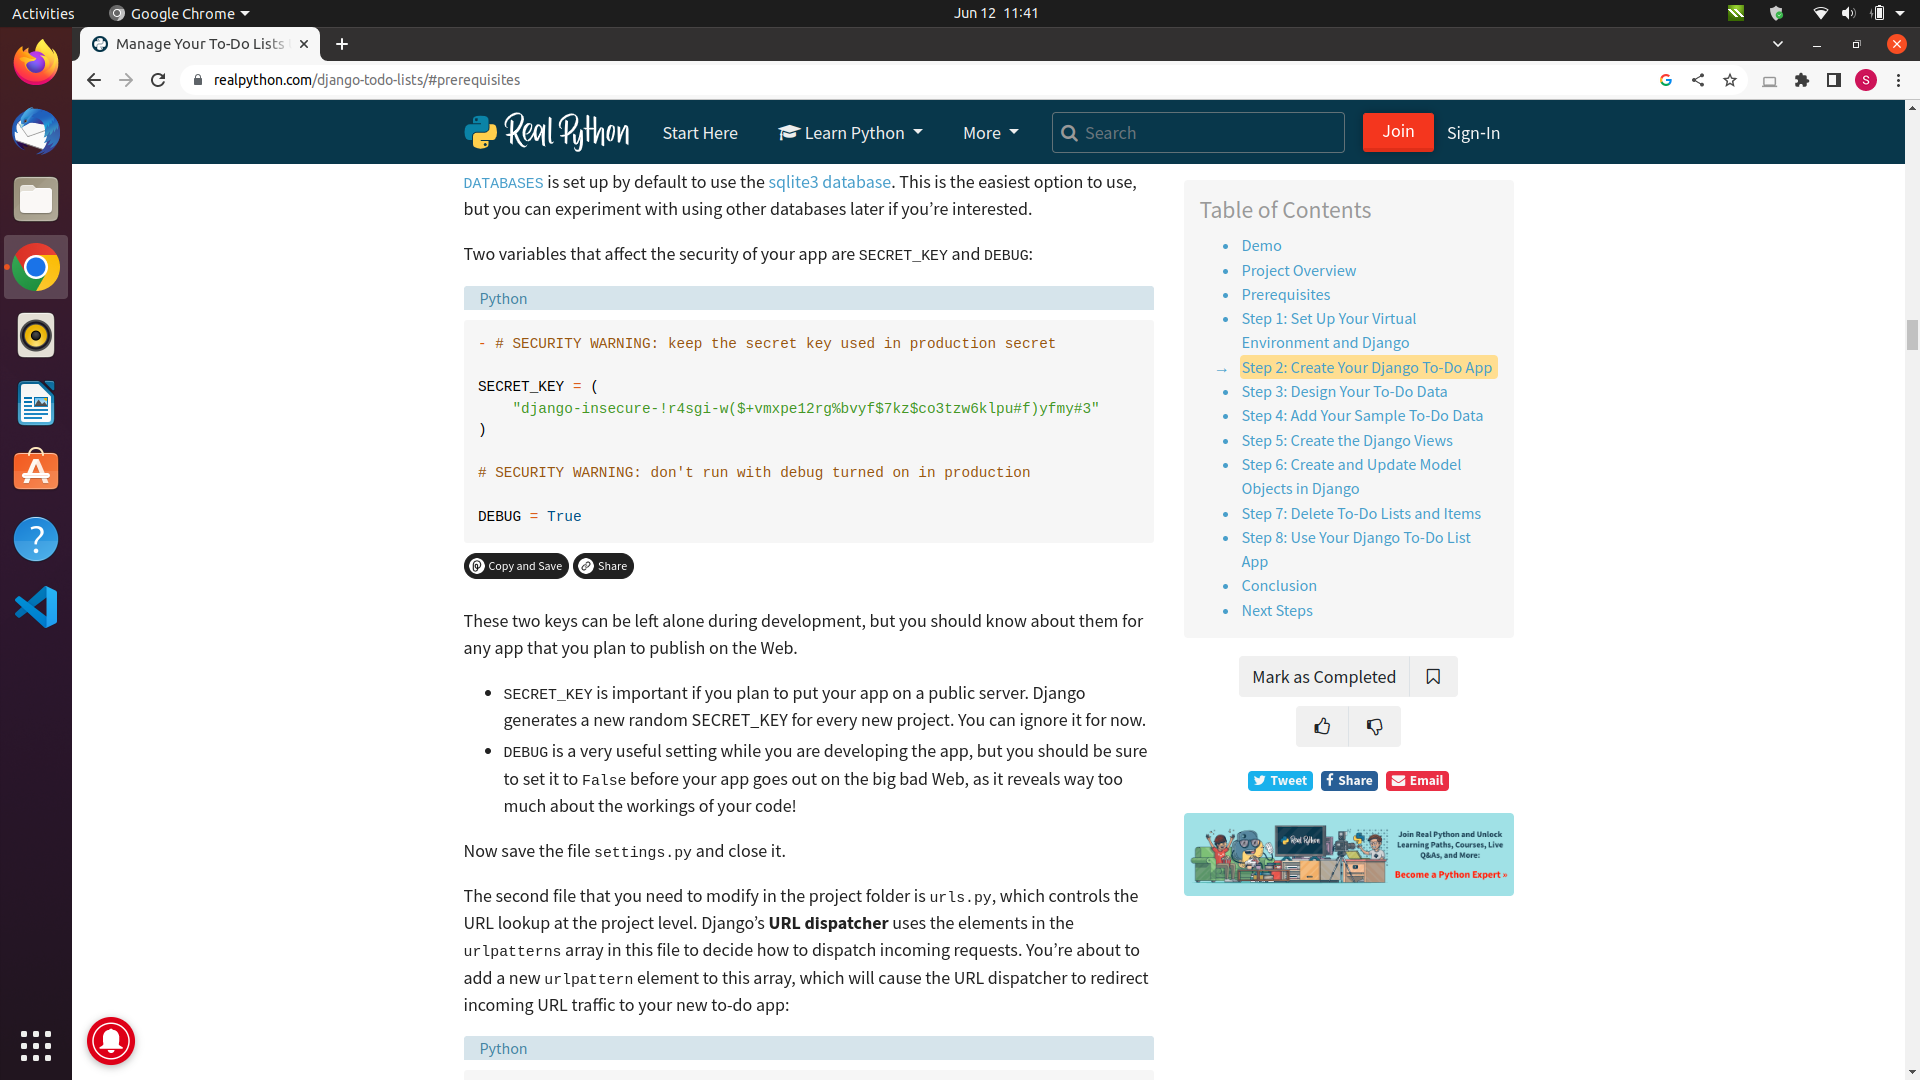 Activities
Google Chrome
Jun 12 11:41
Manage Your To-Do Lists
realpython.com/django-todo-lists/#prerequisites
S
Real Python
Start Here
Learn Python
More
Search
Join
Sign-In
DATABASES is set up by default to use the sqlite3 database. This is the easiest option to use,
but you can experiment with using other databases later if you’re interested.
Two variables that affect the security of your app are SECRET_KEY and DEBUG:
Python
- # SECURITY WARNING: keep the secret key used in production secret
SECRET_KEY = (
"django-insecure-!r4sgi-w($+vmxpe12rg%bvyf$7kz$co3tzw6klpu#f)yfmy#3"
)
# SECURITY WARNING: don't run with debug turned on in production
DEBUG = True
Copy and Save
Share
These two keys can be left alone during development, but you should know about them for
any app that you plan to publish on the Web.
• SECRET_KEY is important if you plan to put your app on a public server. Django
generates a new random SECRET_KEY for every new project. You can ignore it for now.
• DEBUG is a very useful setting while you are developing the app, but you should be sure
to set it to False before your app goes out on the big bad Web, as it reveals way too
much about the workings of your code!
Now save the file settings.py and close it.
The second file that you need to modify in the project folder is urls.py, which controls the
URL lookup at the project level. Django’s URL dispatcher uses the elements in the
urlpatterns array in this file to decide how to dispatch incoming requests. You’re about to
add a new urlpattern element to this array, which will cause the URL dispatcher to redirect
incoming URL traffic to your new to-do app:
Python
Table of Contents
• Demo
• Project Overview
• Prerequisites
• Step 1: Set Up Your Virtual
Environment and Django
→ Step 2: Create Your Django To-Do App
• Step 3: Design Your To-Do Data
• Step 4: Add Your Sample To-Do Data
• Step 5: Create the Django Views
• Step 6: Create and Update Model
Objects in Django
• Step 7: Delete To-Do Lists and Items
• Step 8: Use Your Django To-Do List
App
• Conclusion
• Next Steps
Mark as Completed
Tweet
Share
Email
Real Python
Join Real Python and Unlock
Learning Paths, Courses, Live
Q&As, and More:
Become a Python Expert »